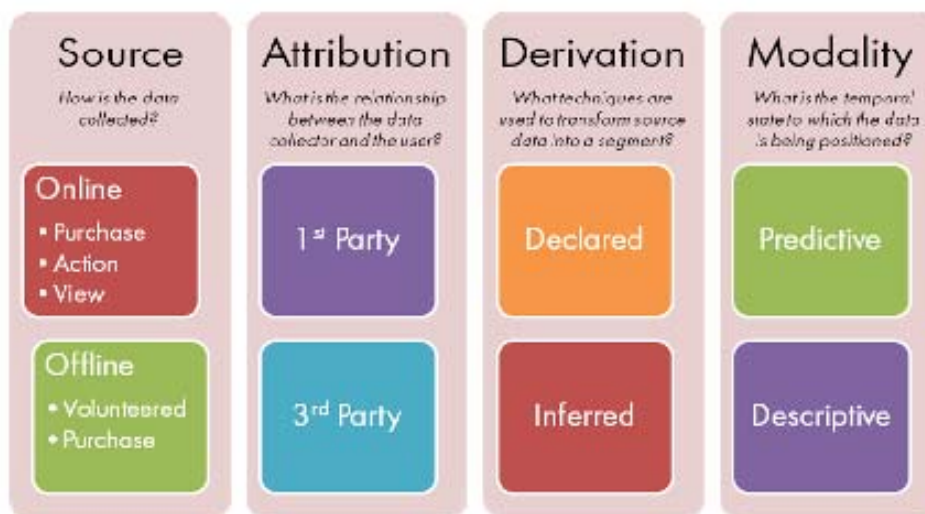 Source
How is the data
collected?
Online
▪ Purchase
▪ Action
▪ View
Offline
• Volunteered
• Purchase
Attribution
What is the relationship
between the data
collector and the user?
1st Party
3rd Party
Derivation
What techniques are
used to transform source
data into a segment?
Declared
Inferred
Modality
What is the temporal
state to which the data
is being positioned?
Predictive
Descriptive